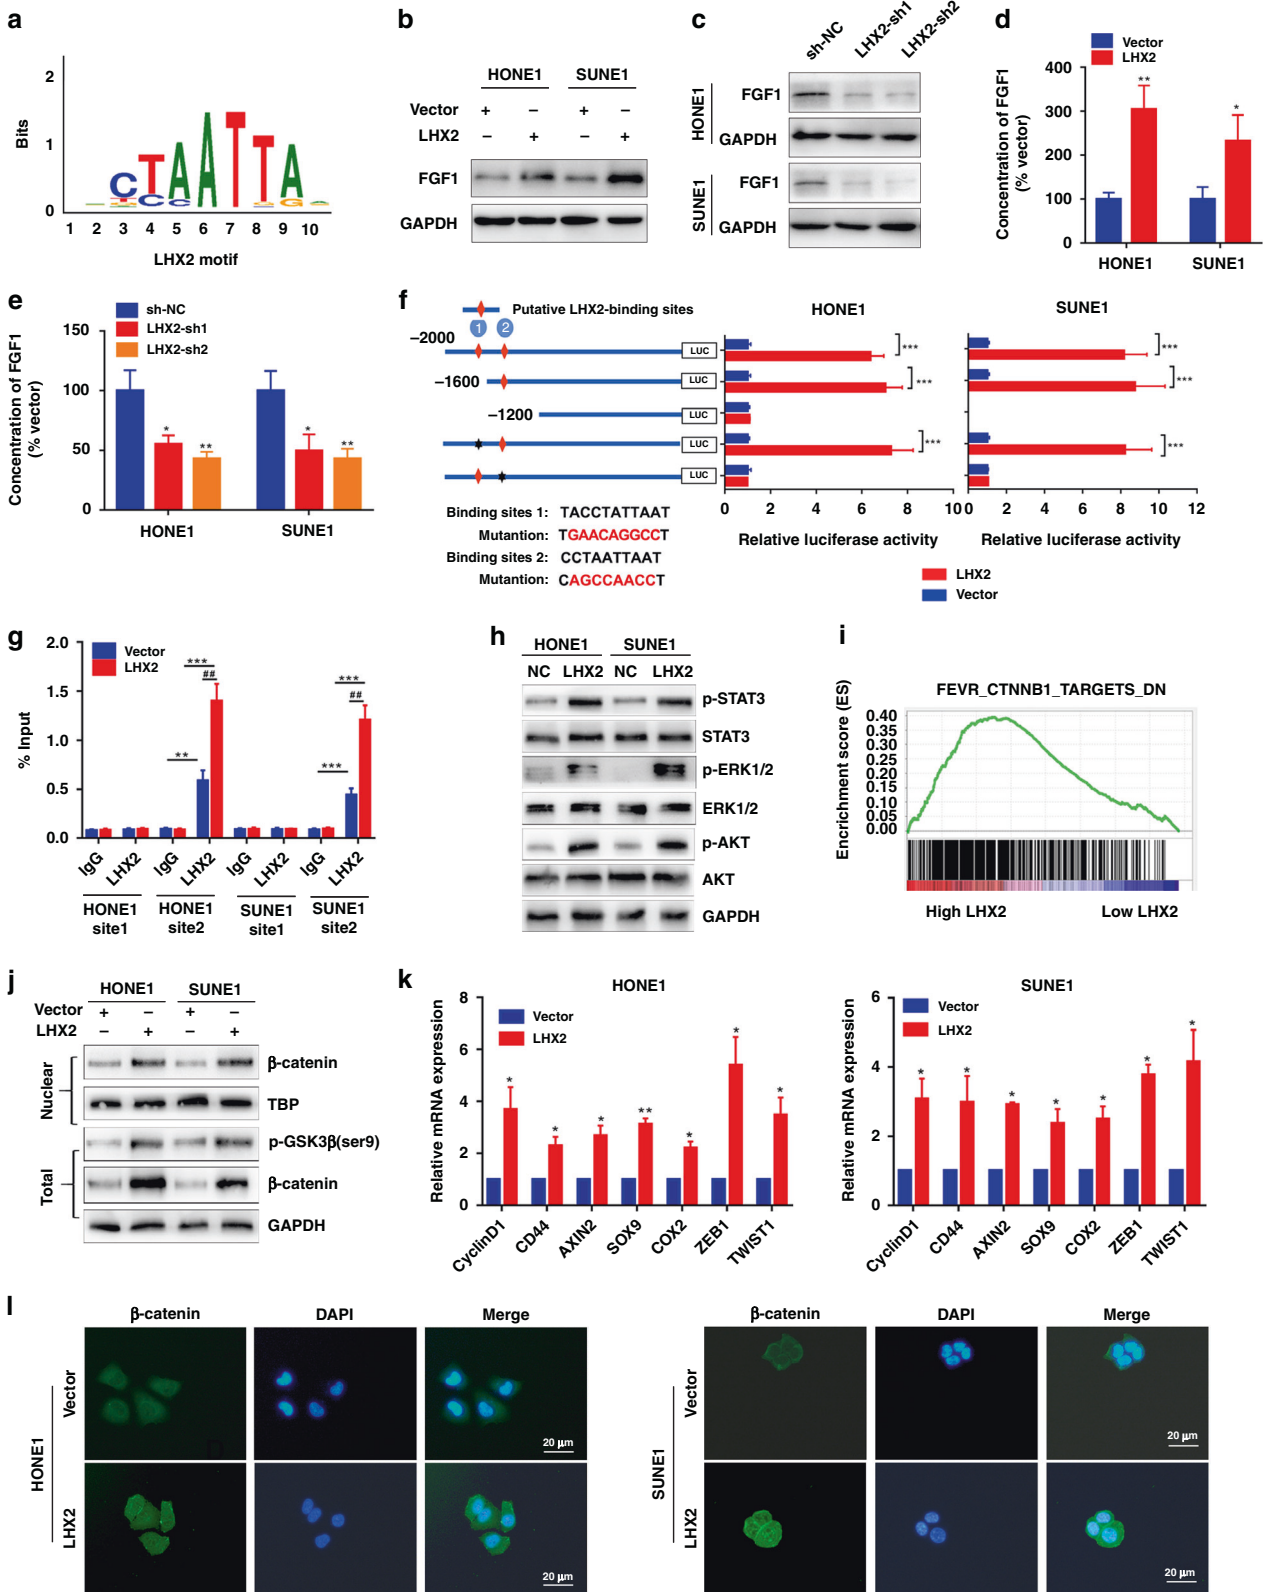 a
2
Bits
1
0
CTAATTA
1 2 3 4 5 6 7 8 9 10
LHX2 motif
b
HONE1 SUNE1
Vector + – + –
LHX2 – + – +
FGF1
GAPDH
c
sh-NC LHX2-sh1 LHX2-sh2
HONE1
FGF1
GAPDH
SUNE1
FGF1
GAPDH
d
Vector
LHX2
Concentration of FGF1
(% vector)
400
300
200
100
0
** *
HONE1 SUNE1
e
sh-NC
LHX2-sh1
LHX2-sh2
Concentration of FGF1
(% vector)
150
100
50
0
* ** * **
HONE1 SUNE1
f
Putative LHX2-binding sites
1 2
–2000
LUC
–1600
LUC
–1200
LUC
LUC
LUC
Binding sites 1: TACCTATTAAT
Mutantion: TGAACAGGCCT
Binding sites 2: CCTAATTAAT
Mutantion: CAGCCAACCT
HONE1
***
***
***
0 2 4 6 8 10
Relative luciferase activity
SUNE1
***
***
***
0 2 4 6 8 10 12
Relative luciferase activity
LHX2
Vector
g
Vector
LHX2
% Input
2.0
1.5
1.0
0.5
0.0
** *** ## *** *** ##
IgG LHX2 IgG LHX2 IgG LHX2 IgG LHX2
HONE1 HONE1 SUNE1 SUNE1
site1 site2 site1 site2
h
HONE1 SUNE1
NC LHX2 NC LHX2
p-STAT3
STAT3
p-ERK1/2
ERK1/2
p-AKT
AKT
GAPDH
i
FEVR_CTNNB1_TARGETS_DN
Encrichment score (ES)
0.40
0.35
0.30
0.25
0.20
0.15
0.10
0.05
0.00
High LHX2 Low LHX2
j
HONE1 SUNE1
Vector + – + –
LHX2 – + – +
Nuclear
β-catenin
TBP
Total
p-GSK3β(ser9)
β-catenin
GAPDH
k
HONE1
Vector
LHX2
Relative mRNA expression
8
6
4
2
0
* * * ** * * *
CyclinD1 CD44 AXIN2 SOX9 COX2 ZEB1 TWIST1
SUNE1
Vector
LHX2
Relative mRNA expression
6
4
2
0
* * * * * * *
CyclinD1 CD44 AXIN2 SOX9 COX2 ZEB1 TWIST1
l
β-catenin DAPI Merge
HONE1
Vector
20 μm
LHX2
20 μm
β-catenin DAPI Merge
SUNE1
Vector
20 μm
LHX2
20 μm